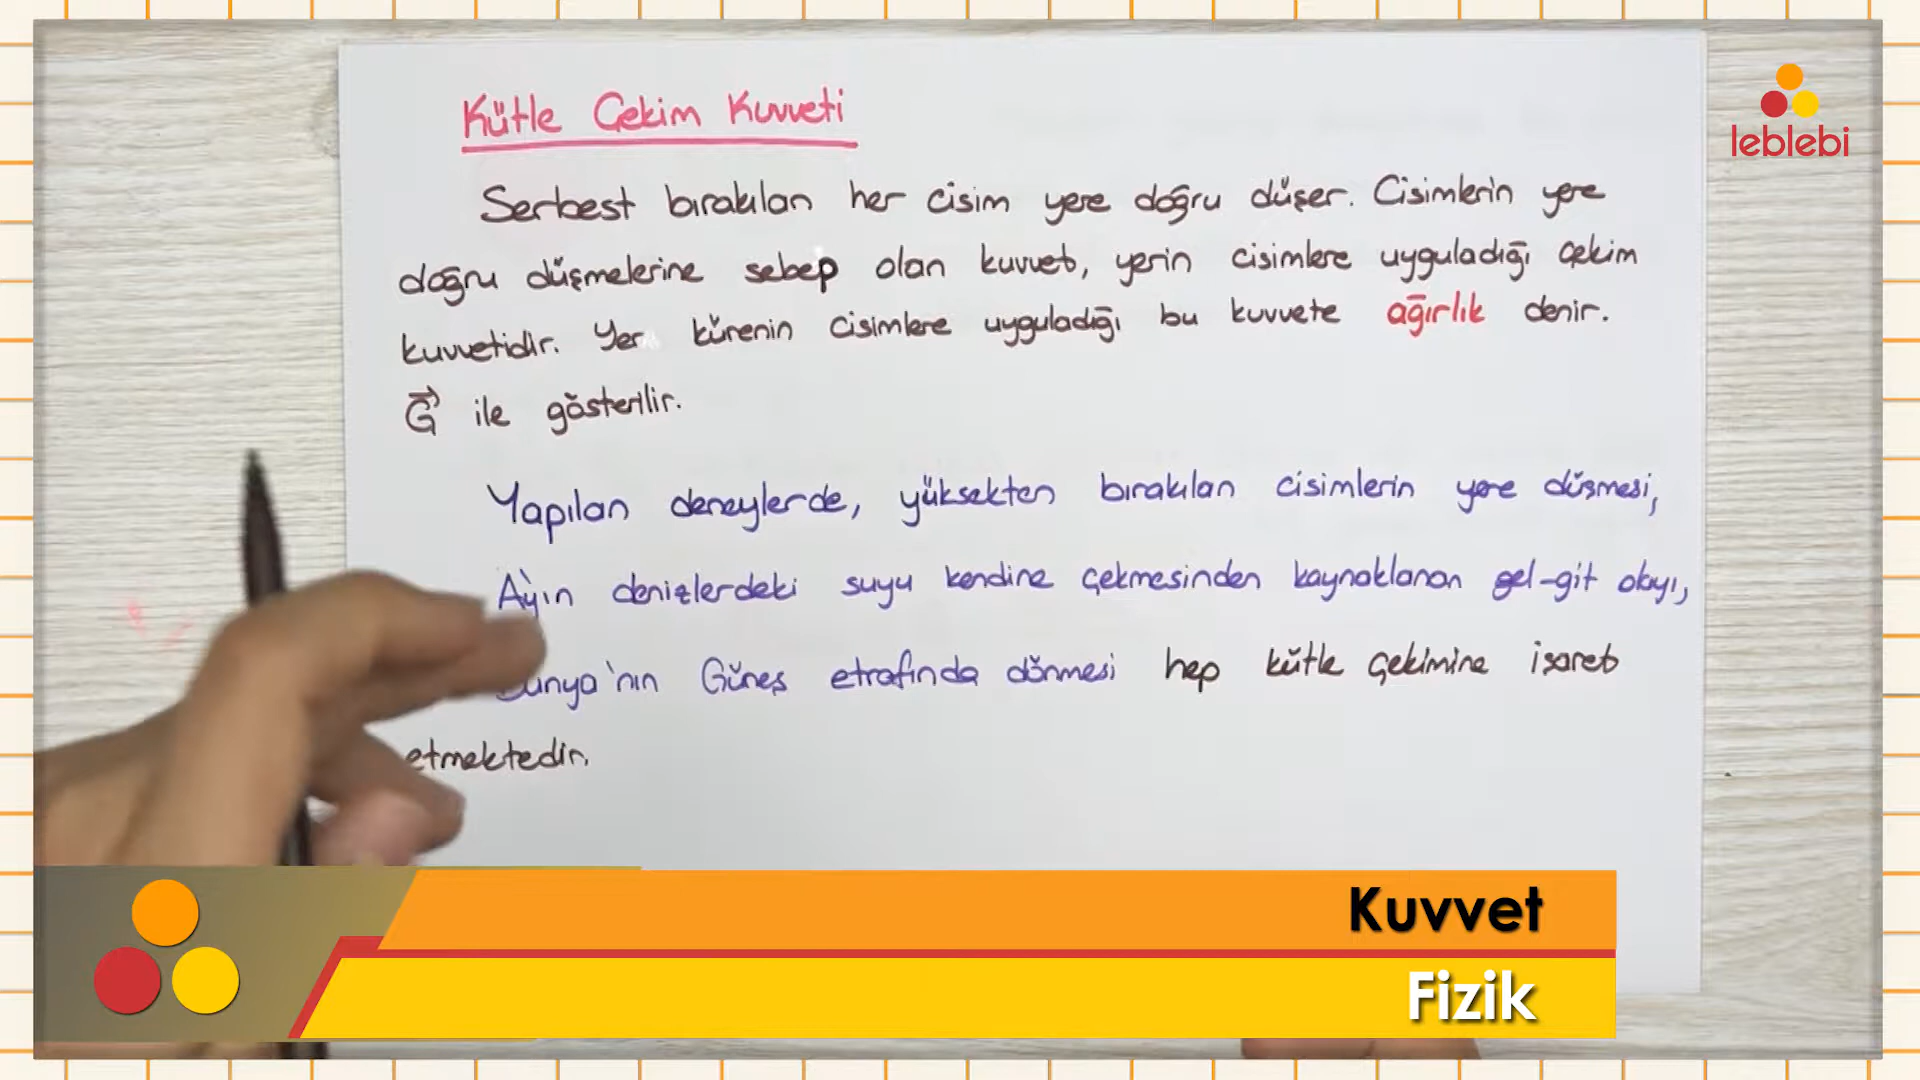 Kütle Çekim Kuvveti
leblebi
Serbest bırakılan her cisim yere doğru düşer. Cisimlerin yere
doğru düşmelerine sebep olan kuvvet, yerin cisimlere uyguladığı çekim
kuvvetidir. Yer kürenin cisimlere uyguladığı bu kuvvete ağırlık denir.
G⃗ ile gösterilir.
Yapılan deneylerde, yüksekten bırakılan cisimlerin yere düşmesi,
Ay'ın denizlerdeki suyu kendine çekmesinden kaynaklanan gel-git olayı,
Dünya'nın Güneş etrafında dönmesi hep kütle çekimine işaret
etmektedir.
Kuvvet
Fizik